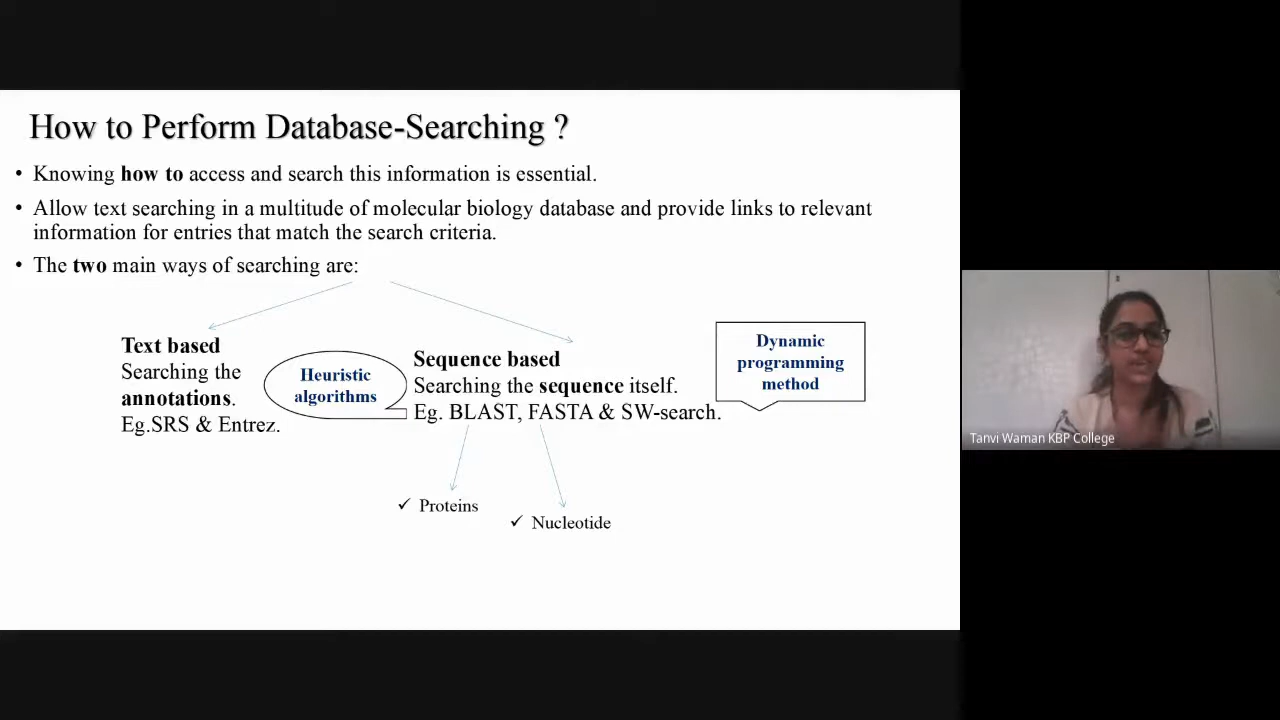 How to Perform Database-Searching ?
• Knowing how to access and search this information is essential.
• Allow text searching in a multitude of molecular biology database and provide links to relevant
information for entries that match the search criteria.
• The two main ways of searching are:
Text based
Searching the
annotations.
Eg.SRS & Entrez.
Heuristic
algorithms
Sequence based
Searching the sequence itself.
Eg. BLAST, FASTA & SW-search.
Dynamic
programming
method
✓ Proteins
✓ Nucleotide
Tanvi Waman KBP College